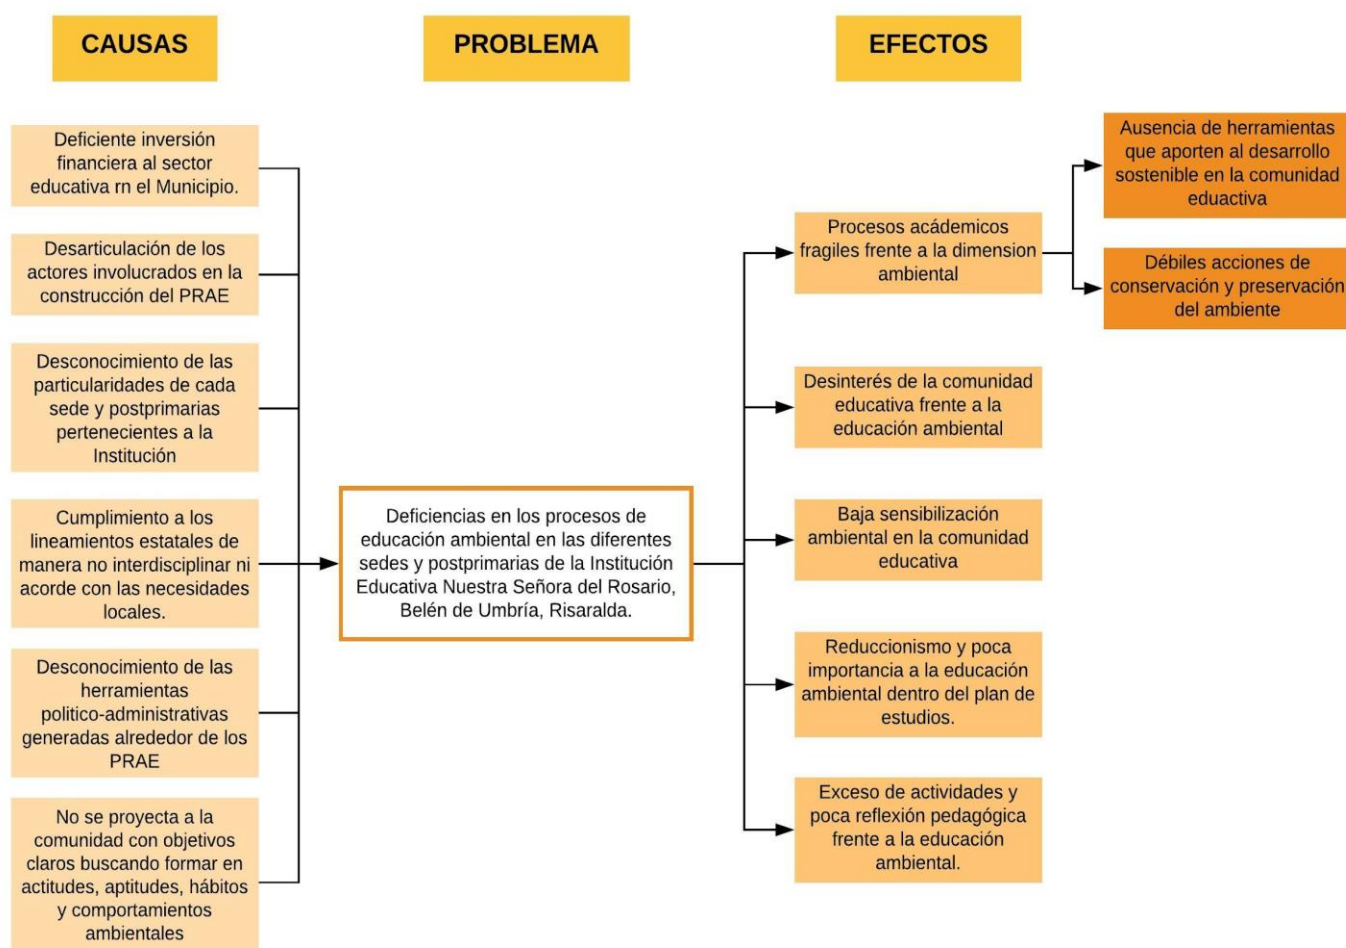 CAUSAS
PROBLEMA
EFECTOS
Deficiente inversión
financiera al sector
educativa rn el Municipio.
Desarticulación de los
actores involucrados en la
construcción del PRAE
Desconocimiento de las
particularidades de cada
sede y postprimarias
pertenecientes a la
Institución
Cumplimiento a los
lineamientos estatales de
manera no interdisciplinar ni
acorde con las necesidades
locales.
Desconocimiento de las
herramientas
politico-administrativas
generadas alrededor de los
PRAE
No se proyecta a la
comunidad con objetivos
claros buscando formar en
actitudes, aptitudes, hábitos
y comportamientos
ambientales
Deficiencias en los procesos de
educación ambiental en las diferentes
sedes y postprimarias de la Institución
Educativa Nuestra Señora del Rosario,
Belén de Umbría, Risaralda.
Procesos académicos
fragiles frente a la dimension
ambiental
Desinterés de la comunidad
educativa frente a la
educación ambiental
Baja sensibilización
ambiental en la comunidad
educativa
Reduccionismo y poca
importancia a la educación
ambiental dentro del plan de
estudios.
Exceso de actividades y
poca reflexión pedagógica
frente a la educación
ambiental.
Ausencia de herramientas
que aporten al desarrollo
sostenible en la comunidad
eduactiva
Débiles acciones de
conservación y preservación
del ambiente